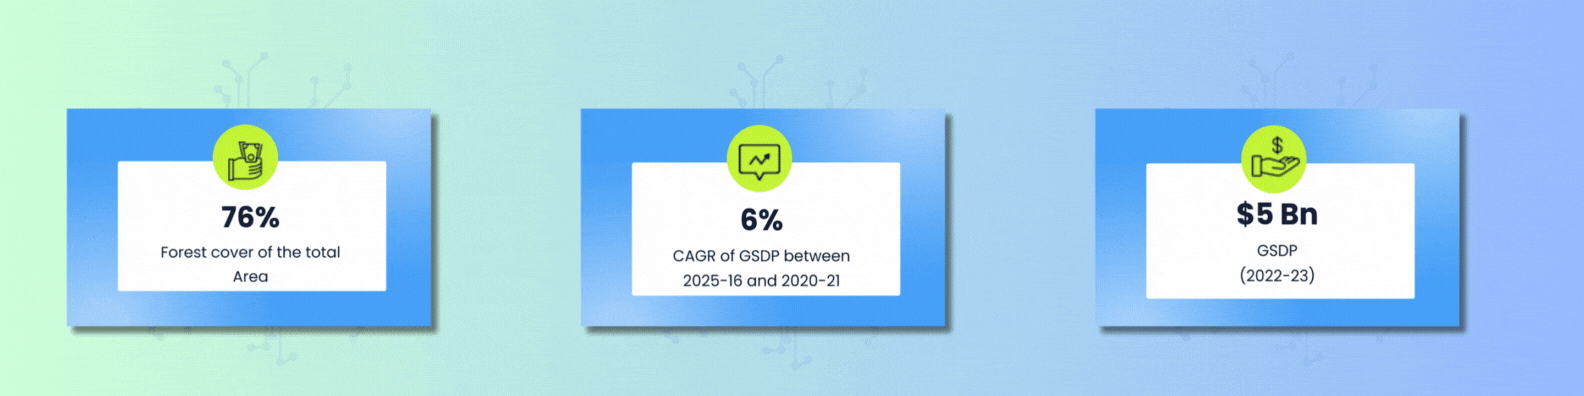 76%
Forest cover of the total
Area
6%
CAGR of GSDP between
2025-16 and 2020-21
$
$5 Bn
GSDP
(2022-23)